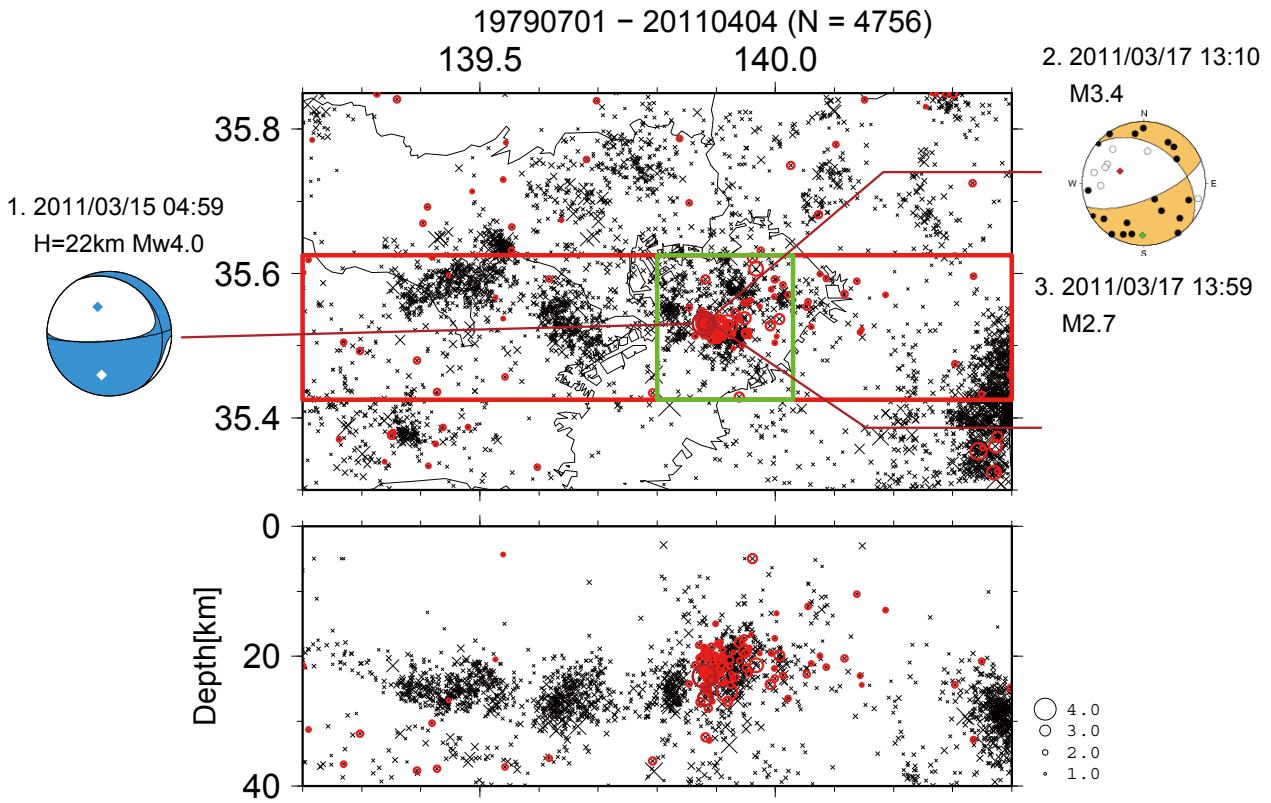 19790701 − 20110404 (N = 4756)
139.5 140.0
2. 2011/03/17 13:10
M3.4
N
W
E
S
35.8
35.6
35.4
1. 2011/03/15 04:59
H=22km Mw4.0
3. 2011/03/17 13:59
M2.7
0
20
40
Depth[km]
4.0
3.0
2.0
1.0